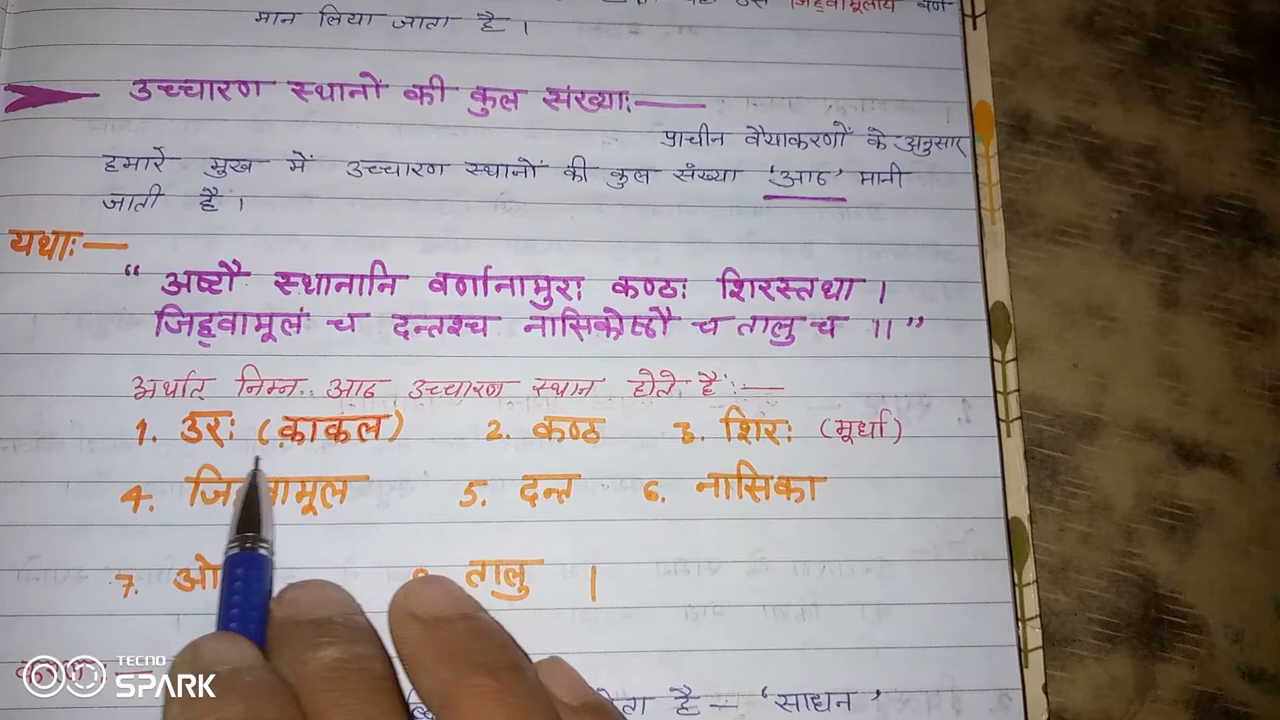 जिह्वामूलीय वर्ण
मान लिया जाता है ।
उच्चारण स्थानों की कुल संख्याः—
प्राचीन वैयाकरणों के अनुसार
हमारे मुख में उच्चारण स्थानों की कुल संख्या 'आठ' मानी
जाती है ।
यथाः—
“ अष्टौ स्थानानि वर्णानामुरः कण्ठः शिरस्तथा ।
जिह्वामूलं च दन्तश्च नासिकोष्ठौ च तालु च ॥ ”
अर्थात् निम्न आठ उच्चारण स्थान होते हैं :—
1. उरः (काकल) 2. कण्ठ 3. शिरः (मूर्धा)
4. जिह्वामूल 5. दन्त 6. नासिका
7. ओ तालु ।
है – 'साधन'
TECNO
SPARK